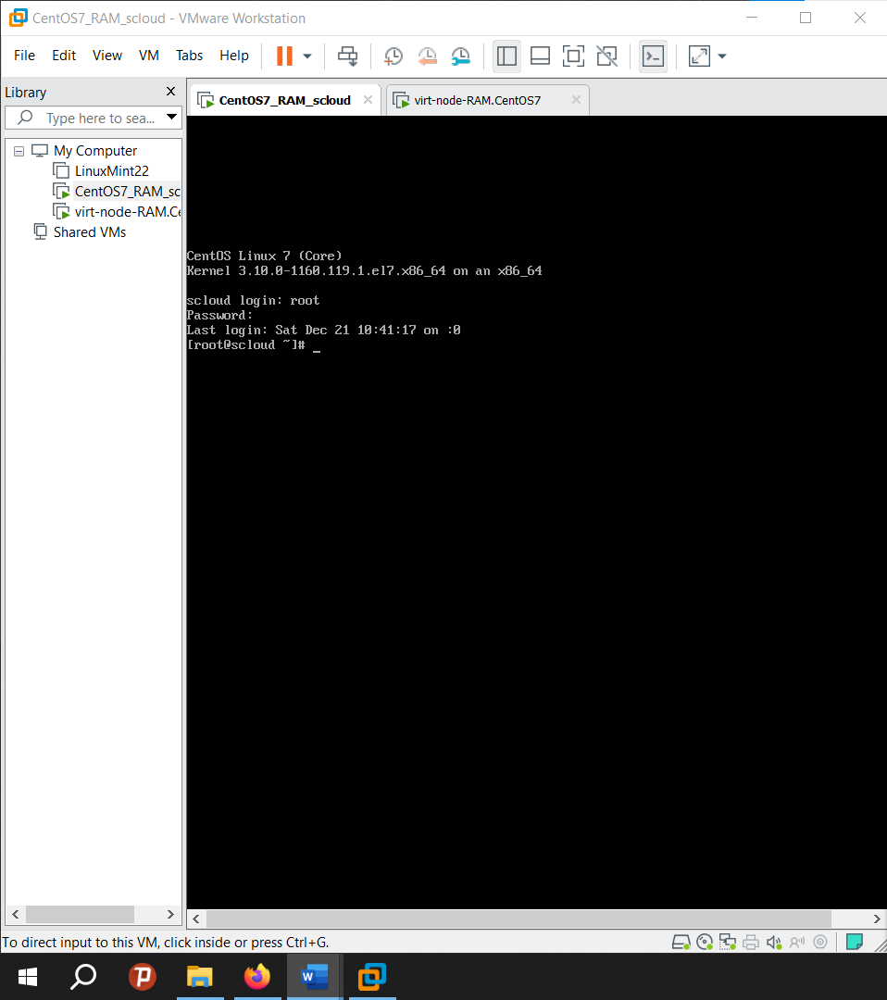 CentOS7_RAM_scloud - VMware Workstation
File Edit View VM Tabs Help
Library
CentOS7_RAM_scloud
virt-node-RAM.CentOS7
Type here to sea...
My Computer
LinuxMint22
CentOS7_RAM_sc
virt-node-RAM.Ce
Shared VMs
CentOS Linux 7 (Core)
Kernel 3.10.0-1160.119.1.el7.x86_64 on an x86_64
scloud login: root
Password:
Last login: Sat Dec 21 10:41:17 on :0
[root@scloud ~]# _
To direct input to this VM, click inside or press Ctrl+G.